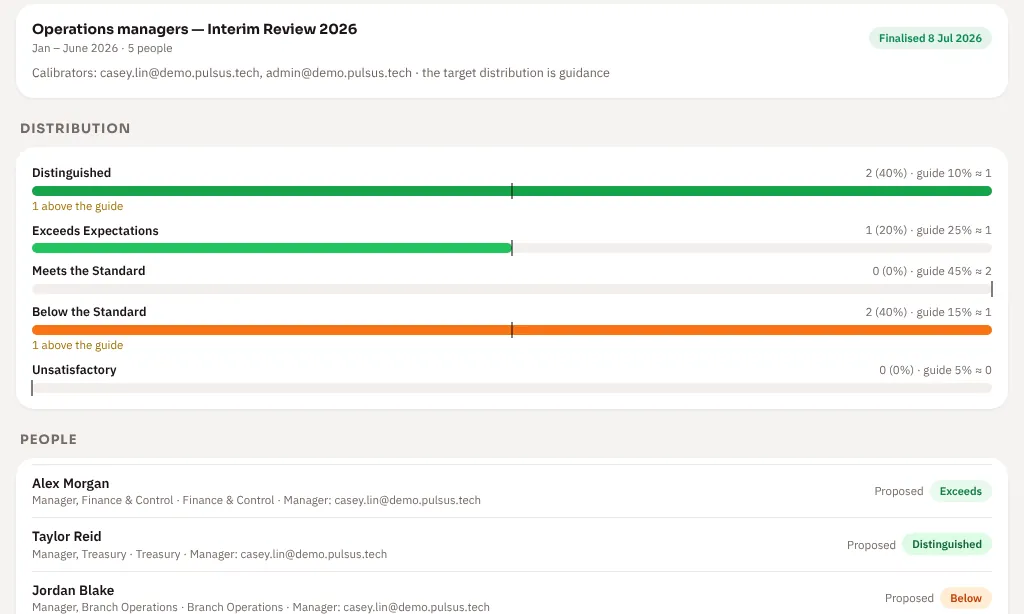 Operations managers — Interim Review 2026
Jan – June 2026 · 5 people
Finalised 8 Jul 2026
Calibrators: casey.lin@demo.pulsus.tech, admin@demo.pulsus.tech · the target distribution is guidance
DISTRIBUTION
Distinguished
2 (40%) · guide 10% ≈ 1
1 above the guide
Exceeds Expectations
1 (20%) · guide 25% ≈ 1
Meets the Standard
0 (0%) · guide 45% ≈ 2
Below the Standard
2 (40%) · guide 15% ≈ 1
1 above the guide
Unsatisfactory
0 (0%) · guide 5% ≈ 0
PEOPLE
Alex Morgan
Manager, Finance & Control · Finance & Control · Manager: casey.lin@demo.pulsus.tech
Proposed Exceeds
Taylor Reid
Manager, Treasury · Treasury · Manager: casey.lin@demo.pulsus.tech
Proposed Distinguished
Jordan Blake
Manager, Branch Operations · Branch Operations · Manager: casey.lin@demo.pulsus.tech
Proposed Below